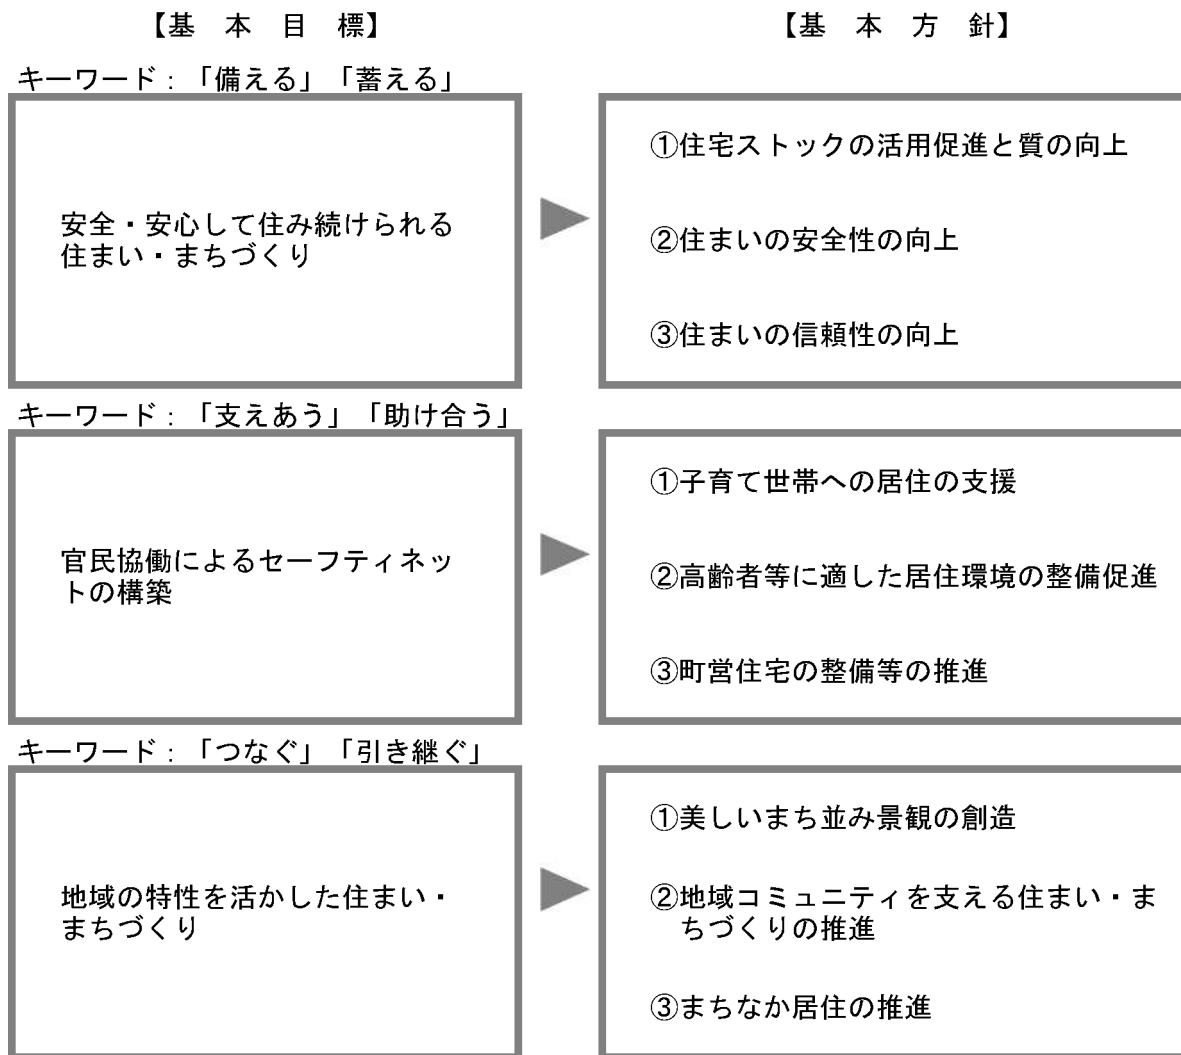 【基　本　目　標】
【基　本　方　針】
キーワード：「備える」「蓄える」
安全・安心して住み続けられる
住まい・まちづくり
①住宅ストックの活用促進と質の向上
②住まいの安全性の向上
③住まいの信頼性の向上
キーワード：「支えあう」「助け合う」
官民協働によるセーフティネッ
トの構築
①子育て世帯への居住の支援
②高齢者等に適した居住環境の整備促進
③町営住宅の整備等の推進
キーワード：「つなぐ」「引き継ぐ」
地域の特性を活かした住まい・
まちづくり
①美しいまち並み景観の創造
②地域コミュニティを支える住まい・ま
ちづくりの推進
③まちなか居住の推進